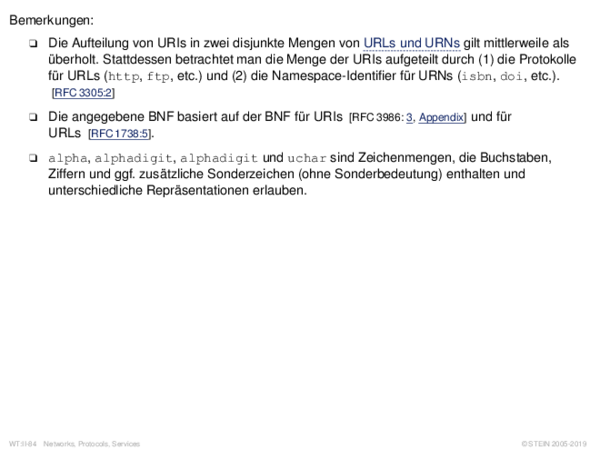 Bemerkungen:
❑ Die Aufteilung von URIs in zwei disjunkte Mengen von URLs und URNs gilt mittlerweile als
überholt. Stattdessen betrachtet man die Menge der URIs aufgeteilt durch (1) die Protokolle
für URLs (http, ftp, etc.) und (2) die Namespace-Identifier für URNs (isbn, doi, etc.).
[RFC 3305:2]
❑ Die angegebene BNF basiert auf der BNF für URIs [RFC 3986: 3, Appendix] und für
URLs [RFC 1738:5].
❑ alpha, alphadigit, alphadigit und uchar sind Zeichenmengen, die Buchstaben,
Ziffern und ggf. zusätzliche Sonderzeichen (ohne Sonderbedeutung) enthalten und
unterschiedliche Repräsentationen erlauben.
WT:II-84 Networks, Protocols, Services © STEIN 2005-2019